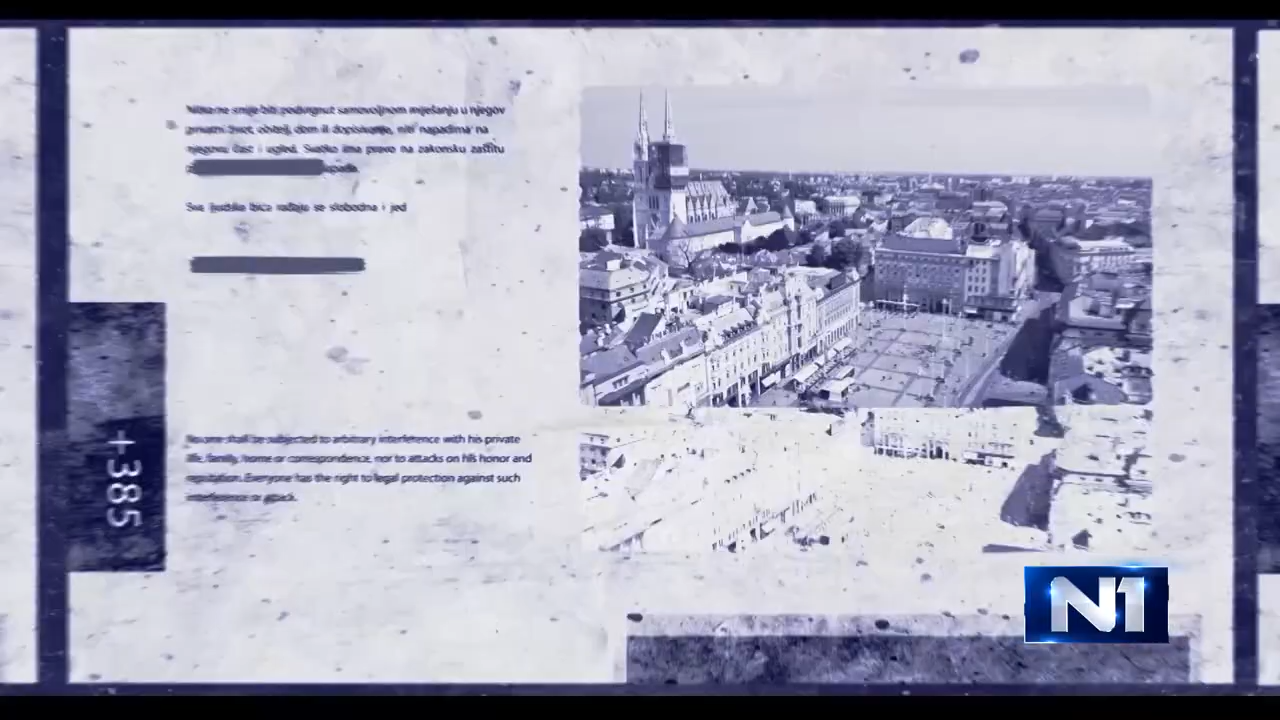 Nitko ne smije biti podvrgnut samovoljnom miješanju u njegov
privatni život, obitelj, dom ili dopisivanje, niti napadima na
njegovu čast i ugled. Svatko ima pravo na zakonsku zaštitu
Sva ljudska bića rađaju se slobodna i jed
+385
No one shall be subjected to arbitrary interference with his private
life, family, home or correspondence, nor to attacks on his honor and
reputation. Everyone has the right to legal protection against such
interference or attack.
N1